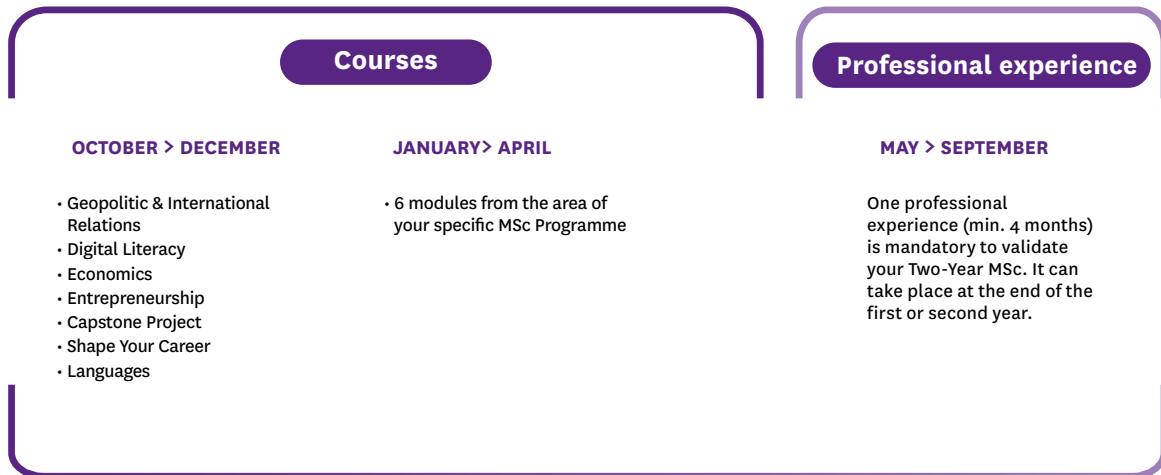 Courses
OCTOBER > DECEMBER
• Geopolitic & International
Relations
• Digital Literacy
• Economics
• Entrepreneurship
• Capstone Project
• Shape Your Career
• Languages
JANUARY> APRIL
• 6 modules from the area of
your specific MSc Programme
Professional experience
MAY > SEPTEMBER
One professional
experience (min. 4 months)
is mandatory to validate
your Two-Year MSc. It can
take place at the end of the
first or second year.